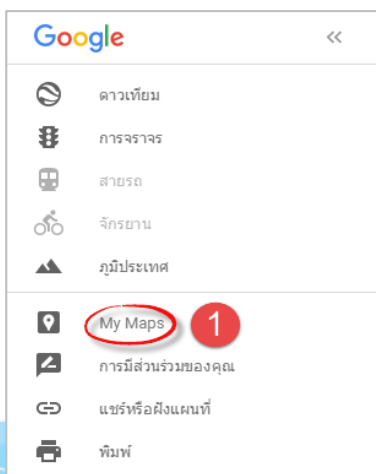 Google <<
ดาวเทียม
การจราจร
สายรถ
จักรยาน
ภูมิประเทศ
My Maps 1
การมีส่วนร่วมของคุณ
แชร์หรือฝังแผนที่
พิมพ์